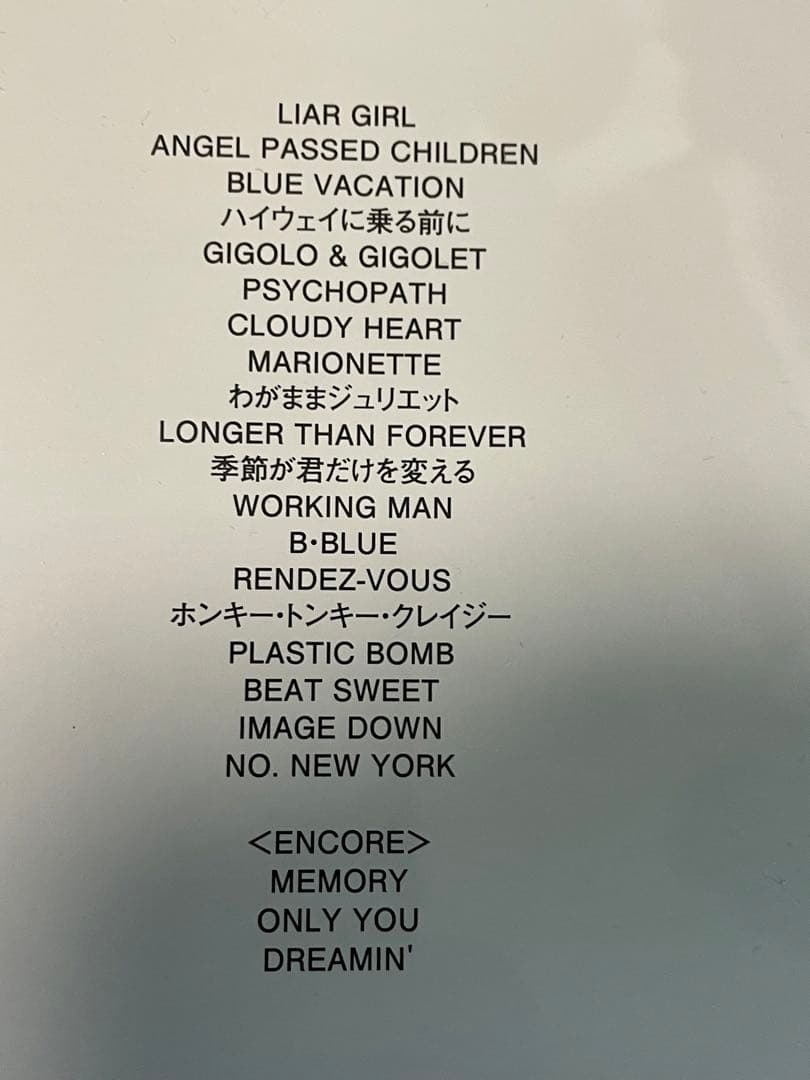 LIAR GIRL
ANGEL PASSED CHILDREN
BLUE VACATION
ハイウェイに乗る前に
GIGOLO & GIGOLET
PSYCHOPATH
CLOUDY HEART
MARIONETTE
わがままジュリエット
LONGER THAN FOREVER
季節が君だけを変える
WORKING MAN
B・BLUE
RENDEZ-VOUS
ホンキー・トンキー・クレイジー
PLASTIC BOMB
BEAT SWEET
IMAGE DOWN
NO. NEW YORK
<ENCORE>
MEMORY
ONLY YOU
DREAMIN'